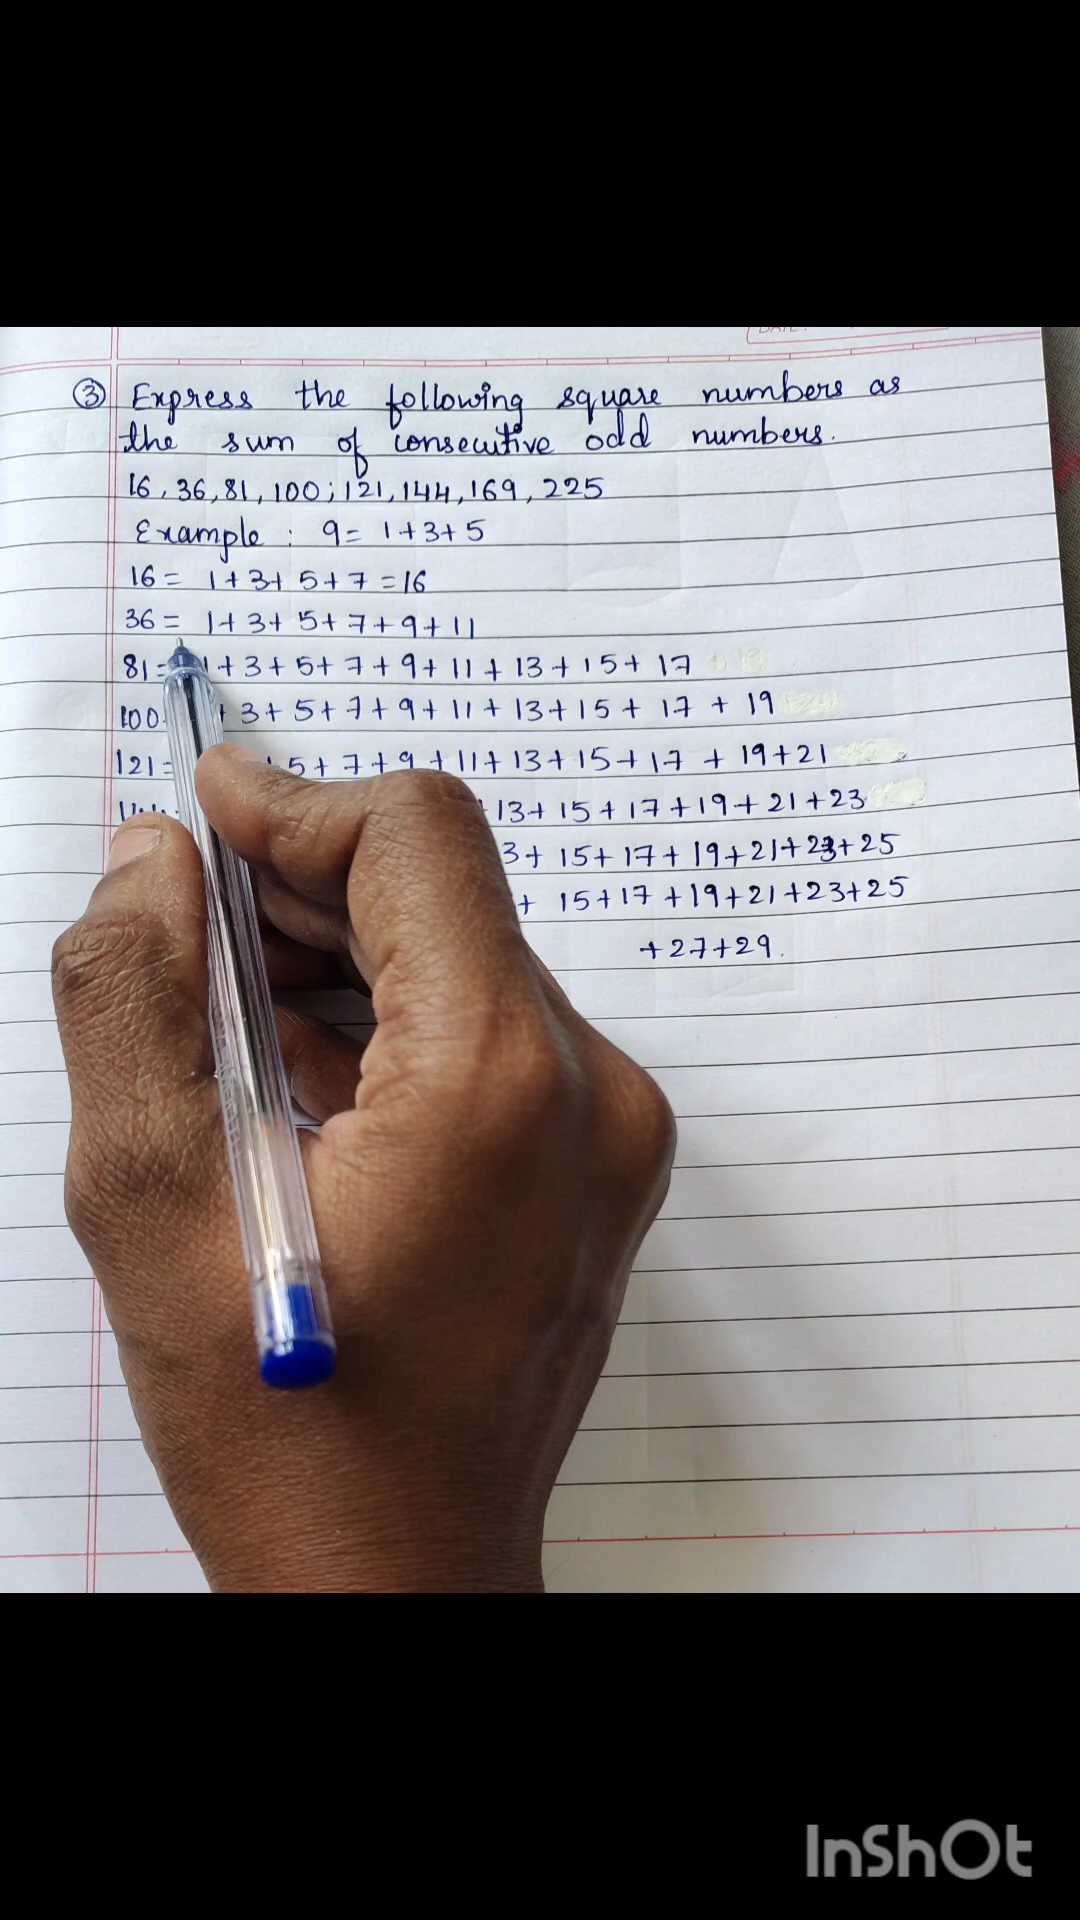 DATE:
③ Express the following square numbers as
the sum of consecutive odd numbers.
16, 36, 81, 100; 121, 144, 169, 225
Example : 9 = 1+3+5
16 = 1+3+5+7 = 16
36 = 1+3+5+7+9+11
81= 1+3+5+7+9+11+13+15+17
100 +3+5+7+9+11+13+15+17+19
121= +5+7+9+11+13+15+17+19+21
+13+15+17+19+21+23
3+15+17+19+21+23+25
+15+17+19+21+23+25
+27+29.
InShOt